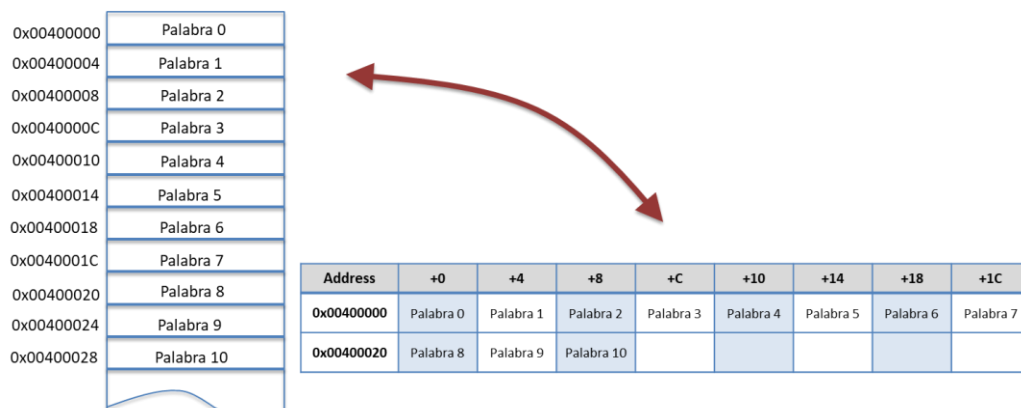 0x00400000 Palabra 0
0x00400004 Palabra 1
0x00400008 Palabra 2
0x0040000C Palabra 3
0x00400010 Palabra 4
0x00400014 Palabra 5
0x00400018 Palabra 6
0x0040001C Palabra 7
0x00400020 Palabra 8
0x00400024 Palabra 9
0x00400028 Palabra 10
Address +0 +4 +8 +C +10 +14 +18 +1C
0x00400000 Palabra 0 Palabra 1 Palabra 2 Palabra 3 Palabra 4 Palabra 5 Palabra 6 Palabra 7
0x00400020 Palabra 8 Palabra 9 Palabra 10